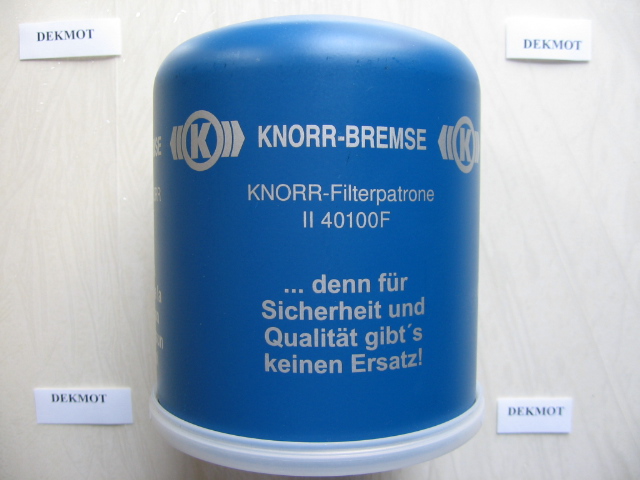 DEKMOT
DEKMOT
K KNORR-BREMSE K
KNORR-Filterpatrone
II 40100F
... denn für
Sicherheit und
Qualität gibt´s
keinen Ersatz!
DEKMOT
DEKMOT